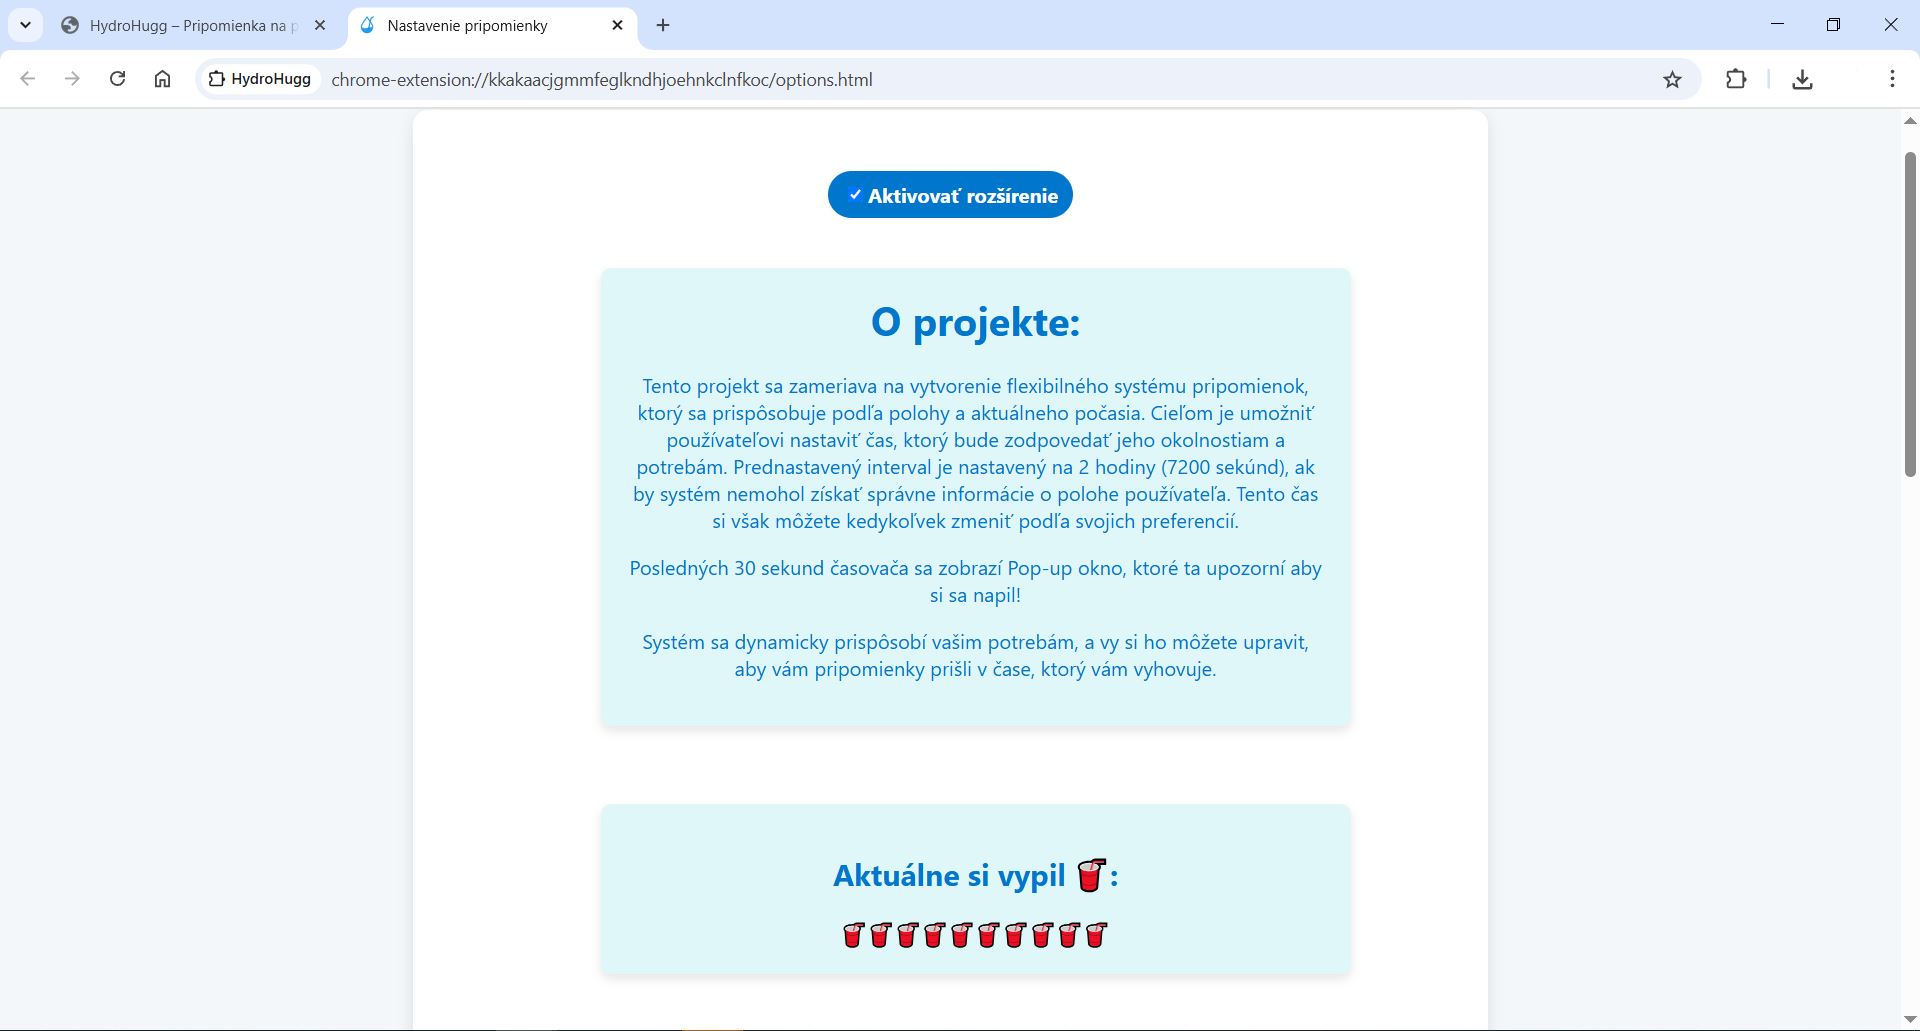 HydroHugg – Pripomienka na p
Nastavenie pripomienky
HydroHugg
chrome-extension://kkakaacjgmmfeglkndhjoehnkclnfkoc/options.html
Aktivovať rozšírenie
O projekte:
Tento projekt sa zameriava na vytvorenie flexibilného systému pripomienok,
ktorý sa prispôsobuje podľa polohy a aktuálneho počasia. Cieľom je umožniť
používateľovi nastaviť čas, ktorý bude zodpovedať jeho okolnostiam a
potrebám. Prednastavený interval je nastavený na 2 hodiny (7200 sekúnd), ak
by systém nemohol získať správne informácie o polohe používateľa. Tento čas
si však môžete kedykoľvek zmeniť podľa svojich preferencií.
Posledných 30 sekund časovača sa zobrazí Pop-up okno, ktoré ta upozorní aby
si sa napil!
Systém sa dynamicky prispôsobí vašim potrebám, a vy si ho môžete upravit,
aby vám pripomienky prišli v čase, ktorý vám vyhovuje.
Aktuálne si vypil 🥤: